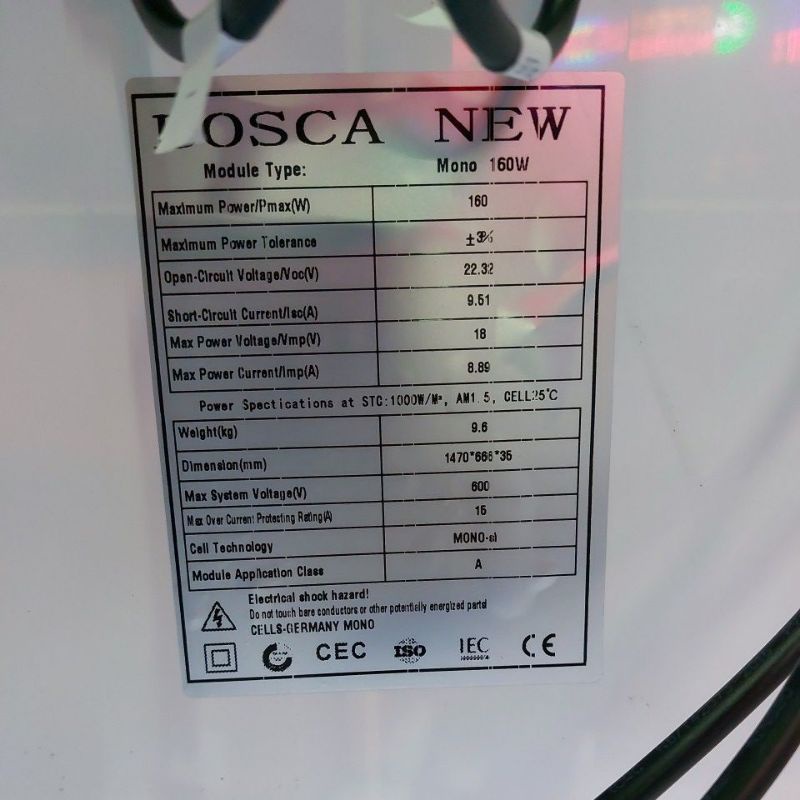 BOSCA NEW
Module Type: Mono 160W
Maximum Power/Pmax(W) 160
Maximum Power Tolerance ±3%
Open-Circuit Voltage/Voc(V) 22.32
Short-Circuit Current/Isc(A) 9.51
Max Power Voltage/Vmp(V) 18
Max Power Current/Imp(A) 8.89
Power Spectications at STC:1000W/M², AM1.5, CELL25℃
Weight(kg) 9.6
Dimension(mm) 1470*666*35
Max System Voltage(V) 600
Max Over Current Protecting Rating(A) 15
Cell Technology MONO-si
Module Application Class A
Electrical shock hazard!
Do not touch bare conductors or other potentially energized parts!
CELLS-GERMANY MONO
CEC ISO IEC CE